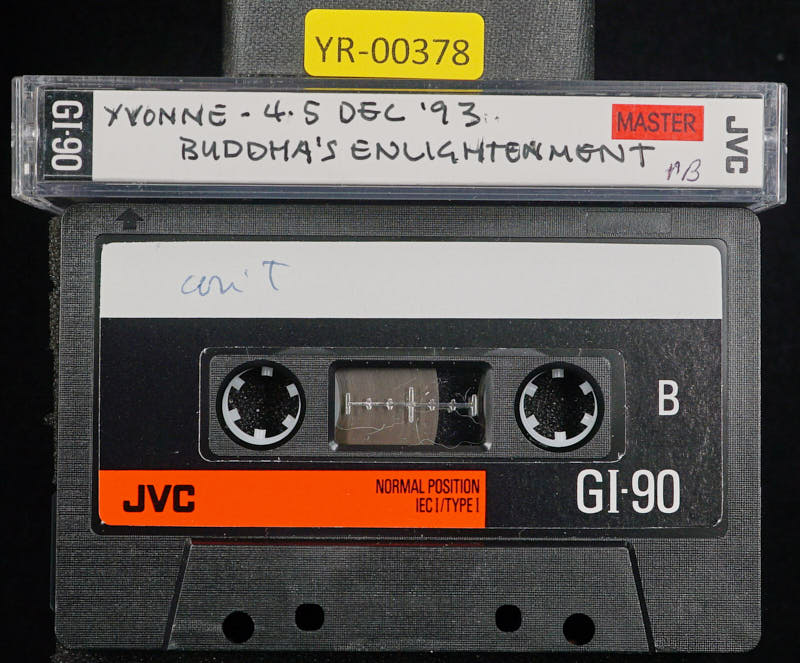 YR-00378
GI-90
YVONNE - 4.5 DEC '93
BUDDHA'S ENLIGHTENMENT
MASTER
NB
JVC
con'T
B
JVC
NORMAL POSITION
IEC I/TYPE I
GI-90